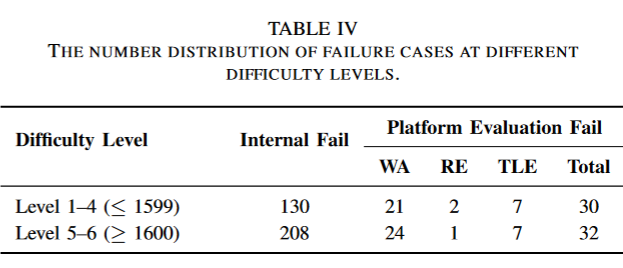 TABLE IV
THE NUMBER DISTRIBUTION OF FAILURE CASES AT DIFFERENT
DIFFICULTY LEVELS.
Difficulty Level Internal Fail Platform Evaluation Fail
WA RE TLE Total
Level 1–4 (≤ 1599) 130 21 2 7 30
Level 5–6 (≥ 1600) 208 24 1 7 32